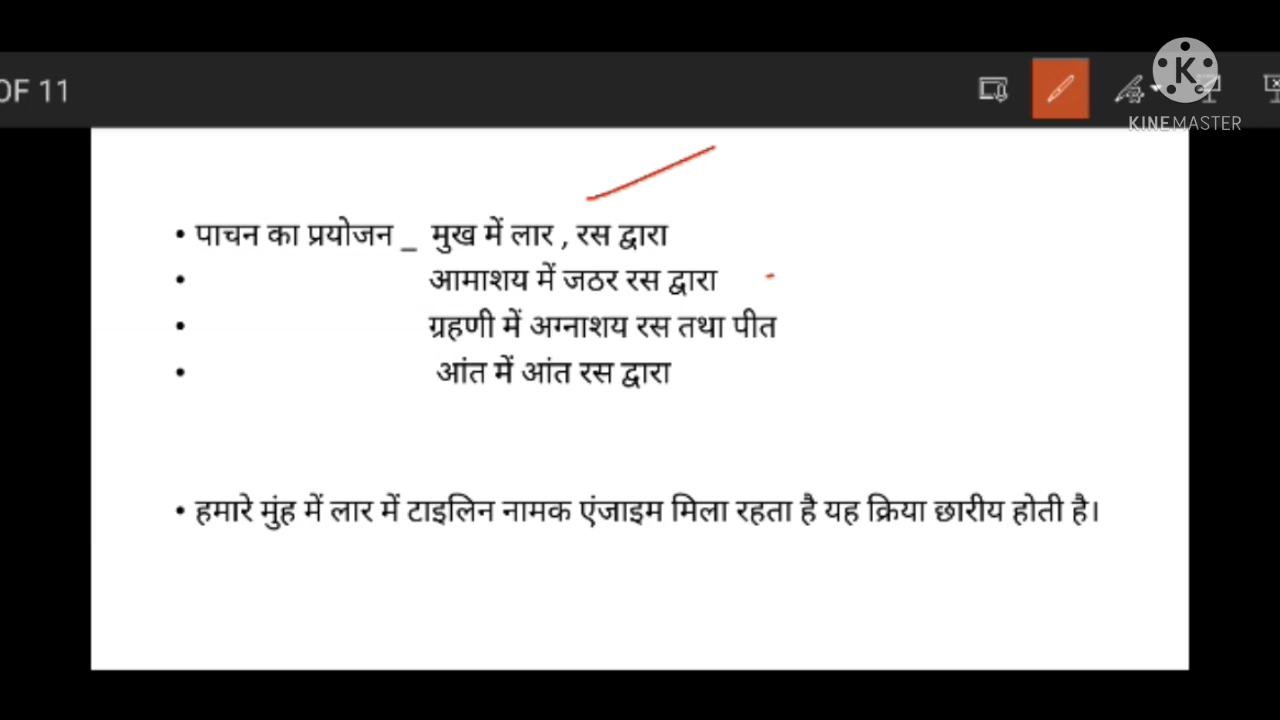 OF 11
KINEMASTER
• पाचन का प्रयोजन _ मुख में लार , रस द्वारा
• आमाशय में जठर रस द्वारा
• ग्रहणी में अग्नाशय रस तथा पीत
• आंत में आंत रस द्वारा
• हमारे मुंह में लार में टाइलिन नामक एंजाइम मिला रहता है यह क्रिया छारीय होती है।